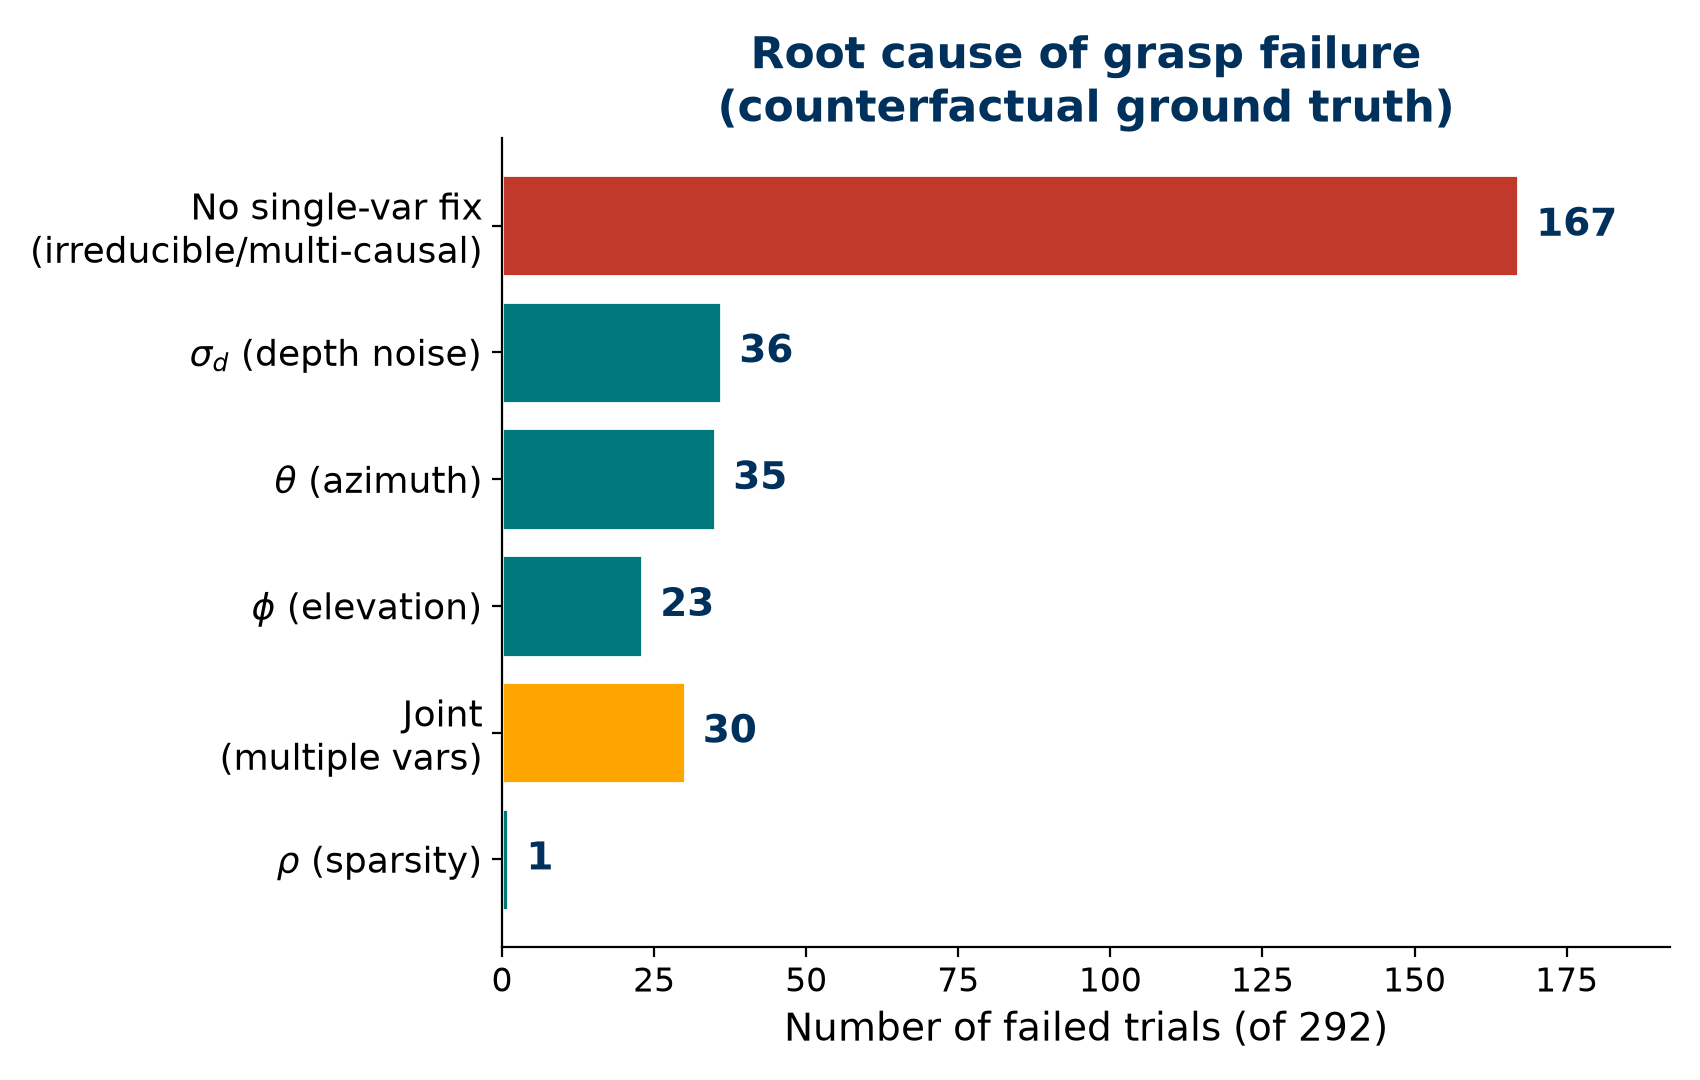 Root cause of grasp failure
(counterfactual ground truth)
No single-var fix
(irreducible/multi-causal)
167
σd (depth noise)
36
θ (azimuth)
35
ϕ (elevation)
23
Joint
(multiple vars)
30
ρ (sparsity)
1
0 25 50 75 100 125 150 175
Number of failed trials (of 292)